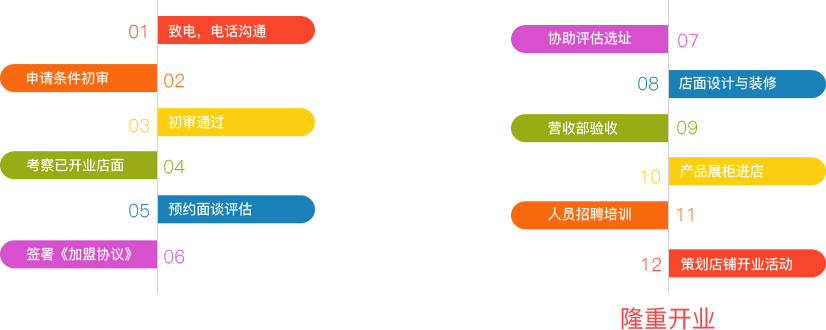 01 致电，电话沟通
申请条件初审 02
03 初审通过
考察已开业店面 04
05 预约面谈评估
签署《加盟协议》 06
协助评估选址 07
08 店面设计与装修
营收部验收 09
10 产品展柜进店
人员招聘培训 11
12 策划店铺开业活动
隆重开业